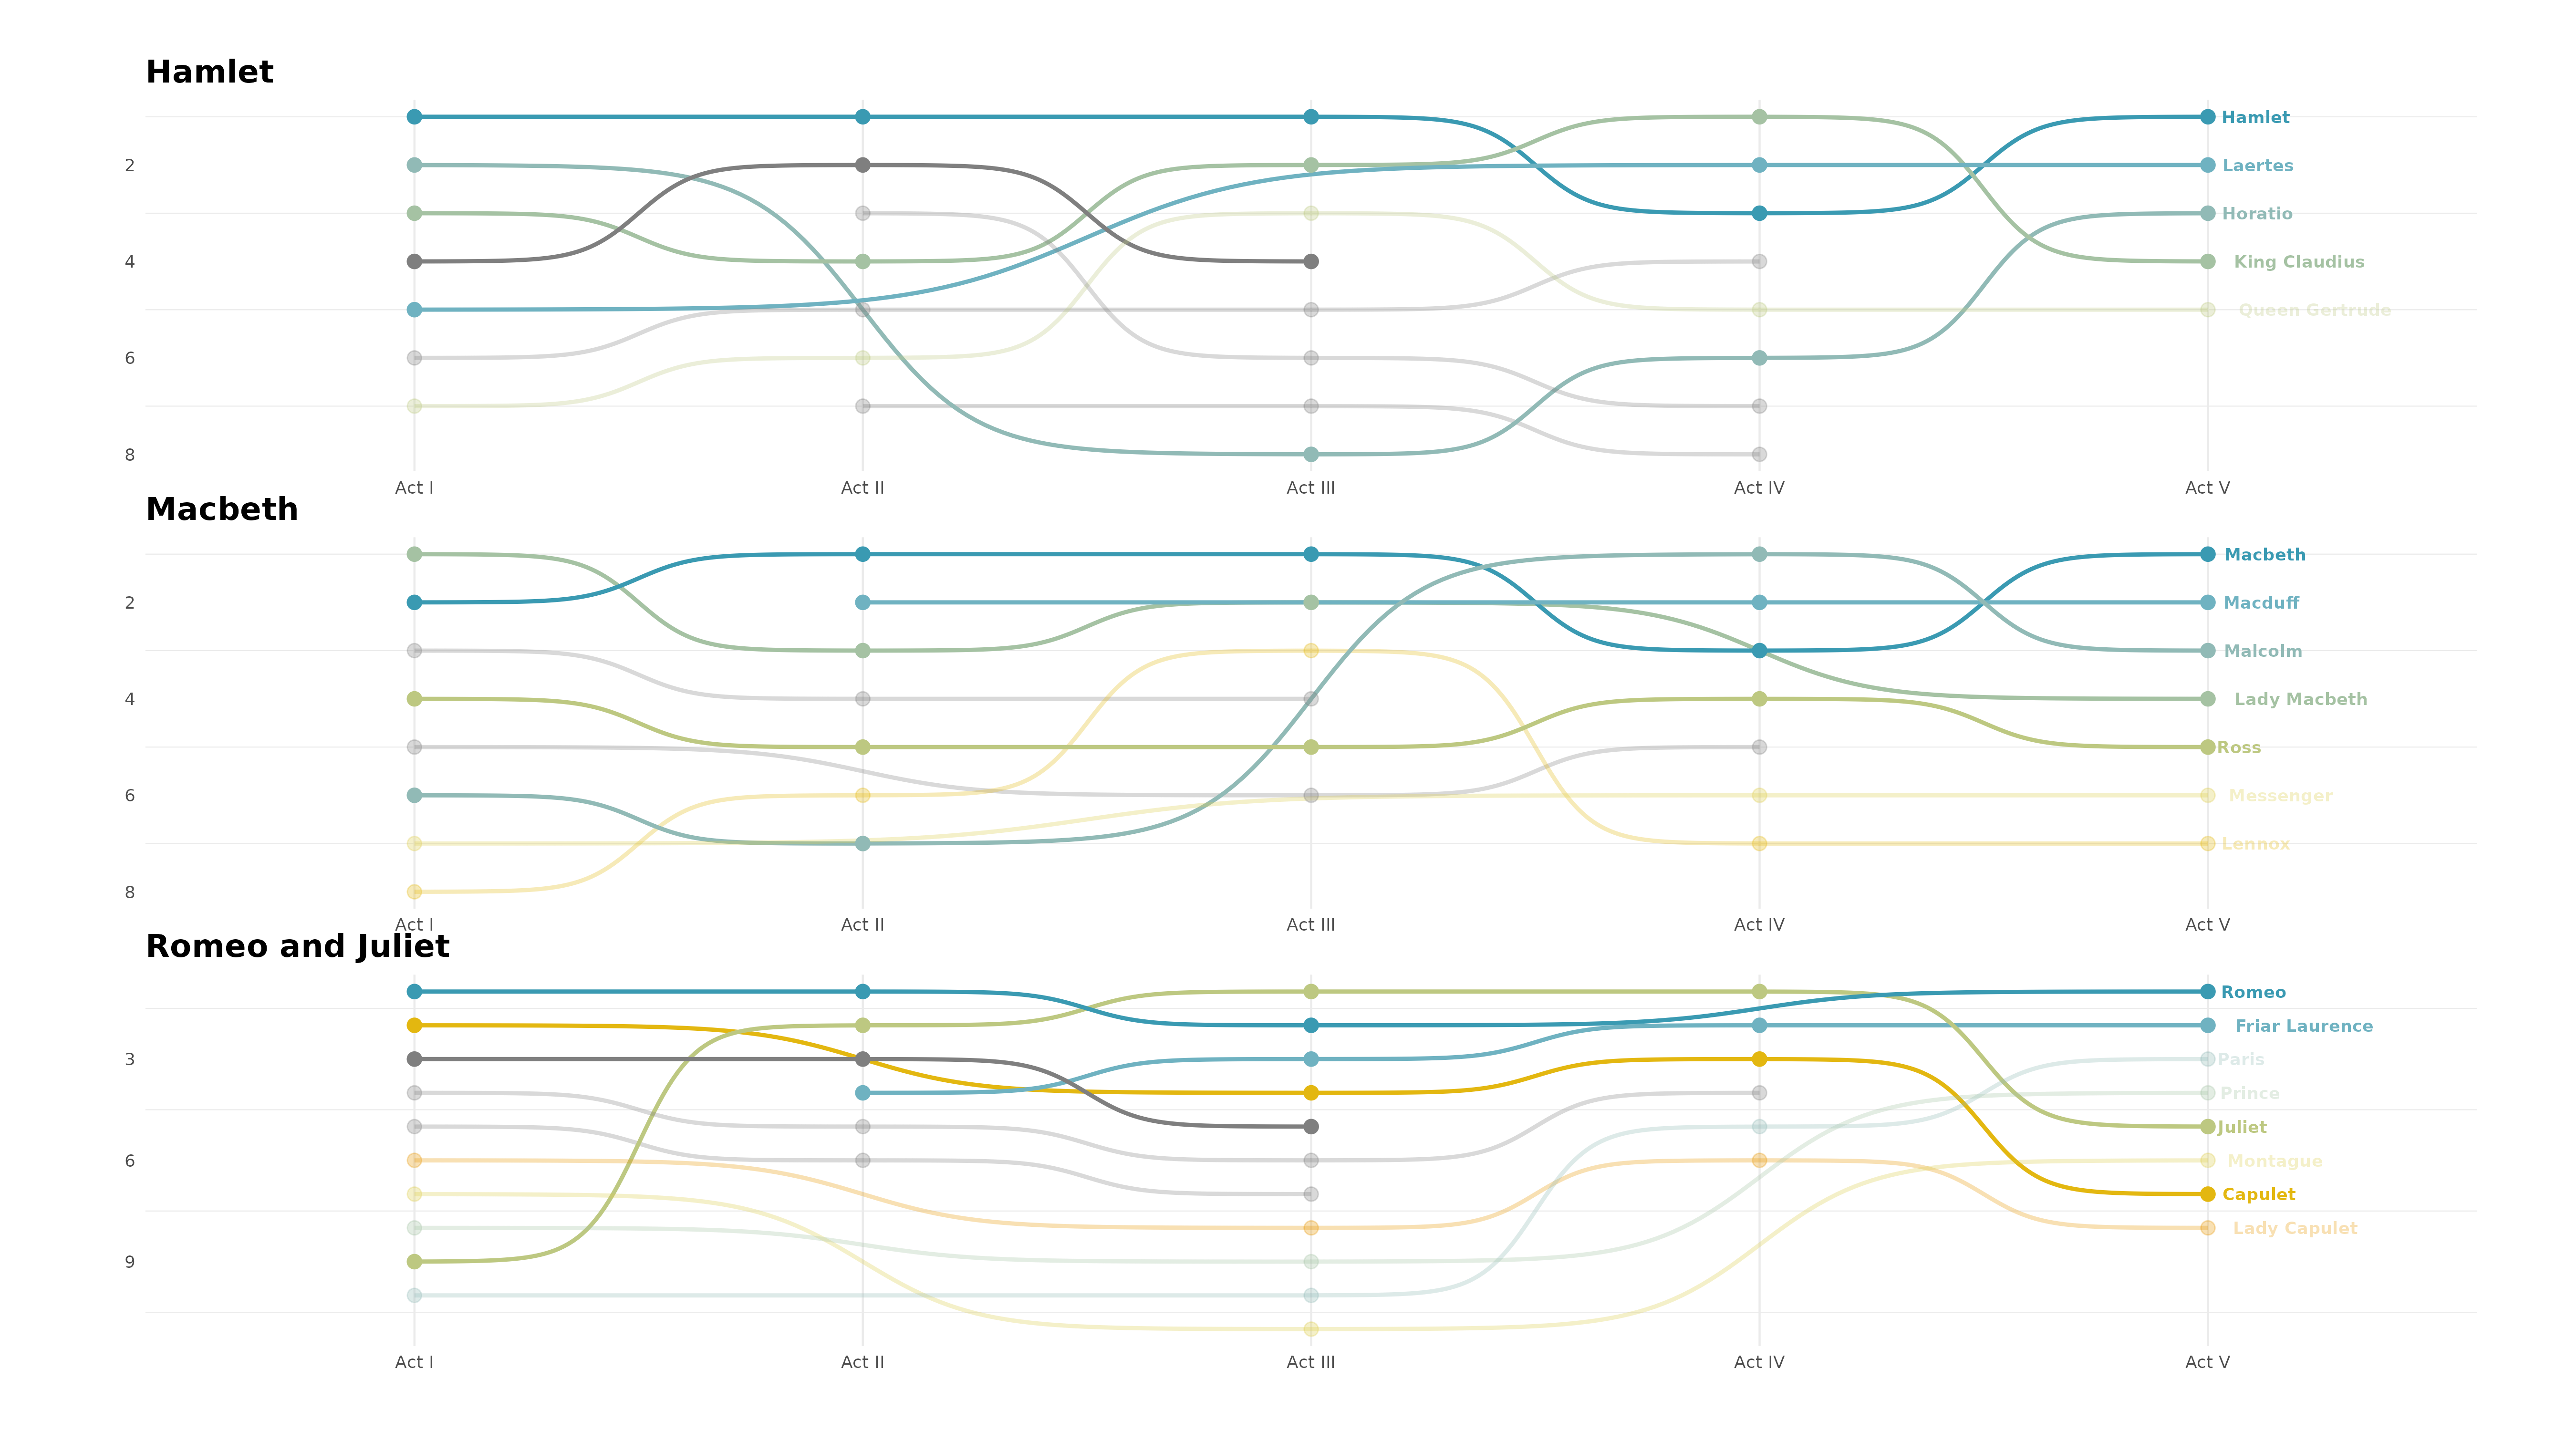 Hamlet
Hamlet
2
Laertes
Horatio
4
King Claudius
Queen Gertrude
6
8
Act I
Act II
Act III
Act IV
Act V
Macbeth
Macbeth
2
Macduff
Malcolm
4
Lady Macbeth
Ross
6
Messenger
Lennox
8
Act I
Act II
Act III
Act IV
Act V
Romeo and Juliet
Romeo
Friar Laurence
3
Paris
Prince
Juliet
6
Montague
Capulet
Lady Capulet
9
Act I
Act II
Act III
Act IV
Act V